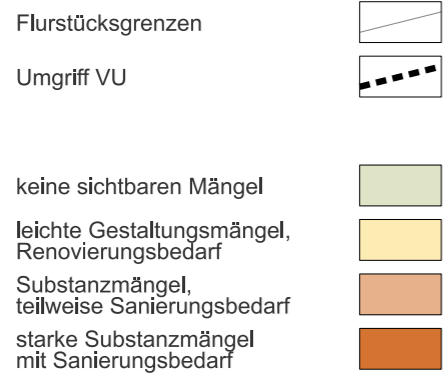 Flurstücksgrenzen
Umgriff VU
keine sichtbaren Mängel
leichte Gestaltungsmängel,
Renovierungsbedarf
Substanzmängel,
teilweise Sanierungsbedarf
starke Substanzmängel
mit Sanierungsbedarf